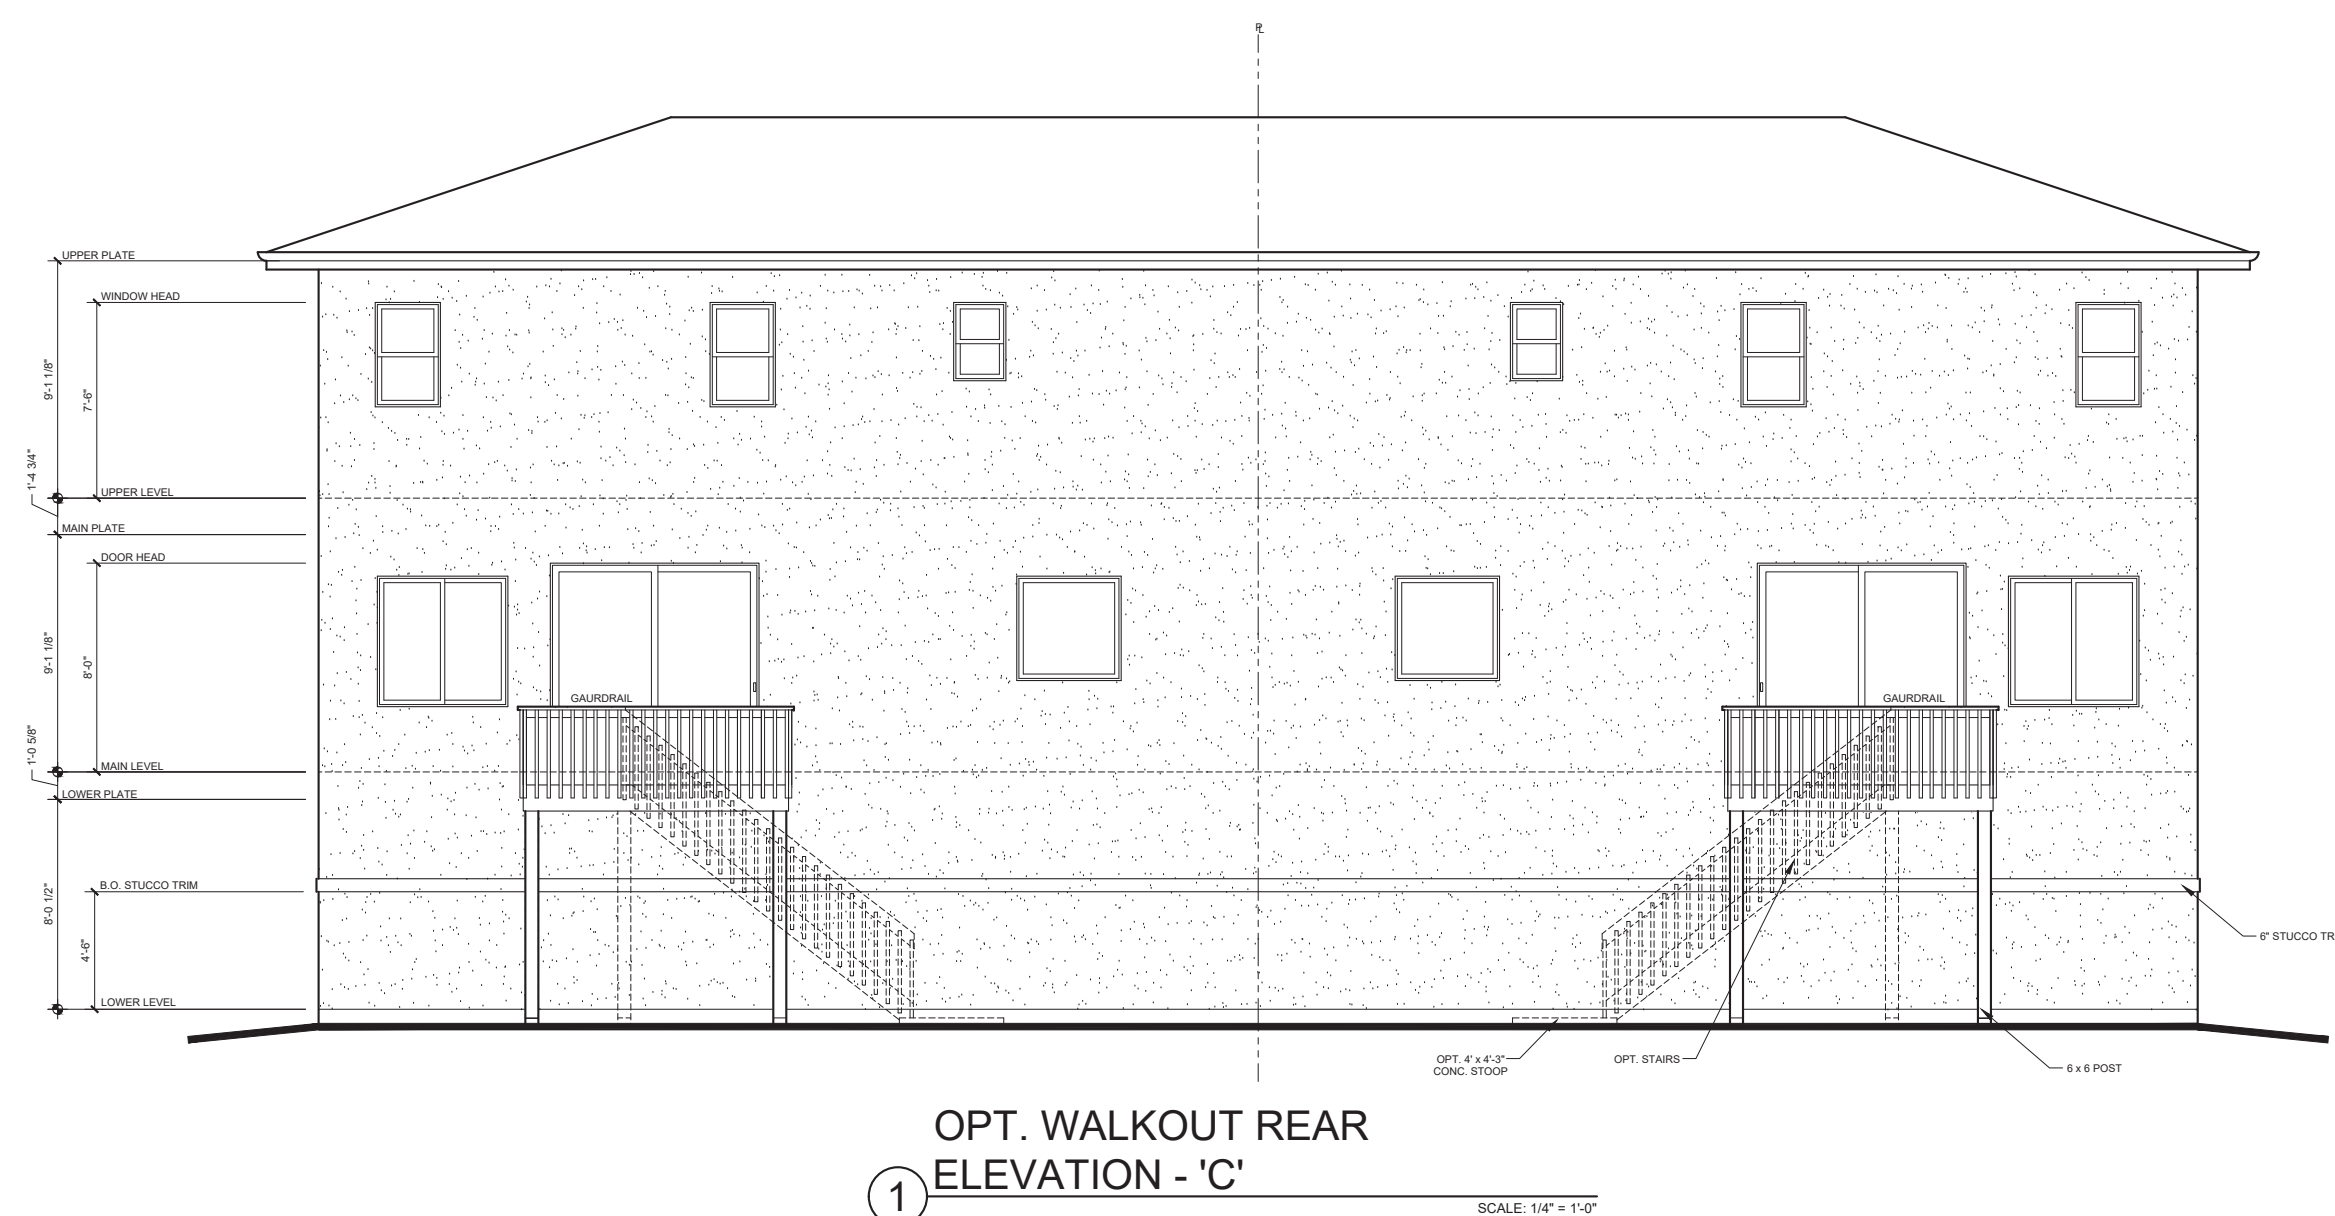 PL
UPPER PLATE
WINDOW HEAD
9'-1 1/8"
7'-6"
1'-4 3/4"
UPPER LEVEL
MAIN PLATE
DOOR HEAD
9'-1 1/8"
8'-0"
GAURDRAIL
GAURDRAIL
1'-0 5/8"
MAIN LEVEL
LOWER PLATE
B.O. STUCCO TRIM
8'-0 1/2"
4'-6"
6" STUCCO TR
LOWER LEVEL
OPT. 4' x 4'-3"
CONC. STOOP
OPT. STAIRS
6 x 6 POST
OPT. WALKOUT REAR
ELEVATION - 'C'
1
SCALE: 1/4" = 1'-0"